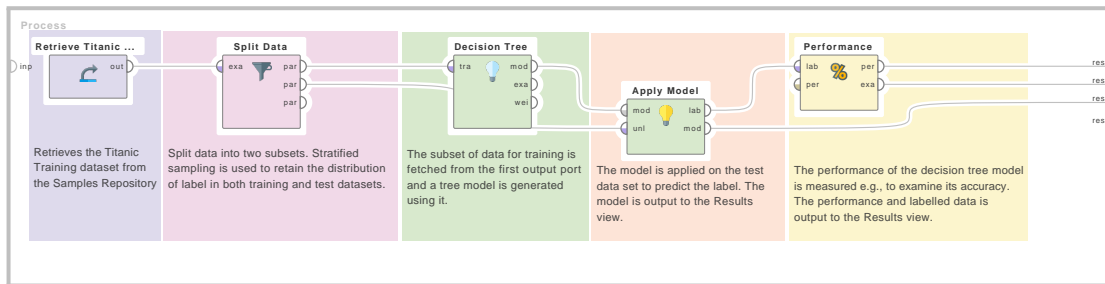 Process
Retrieve Titanic ...
Split Data
Decision Tree
Performance
inp
out
exa
par
par
par
tra
mod
exa
wei
Apply Model
mod
unl
lab
mod
lab
per
per
exa
res
res
res
res
Retrieves the Titanic
Training dataset from
the Samples Repository
Split data into two subsets. Stratified
sampling is used to retain the distribution
of label in both training and test datasets.
The subset of data for training is
fetched from the first output port
and a tree model is generated
using it.
The model is applied on the test
data set to predict the label. The
model is output to the Results
view.
The performance of the decision tree model
is measured e.g., to examine its accuracy.
The performance and labelled data is
output to the Results view.